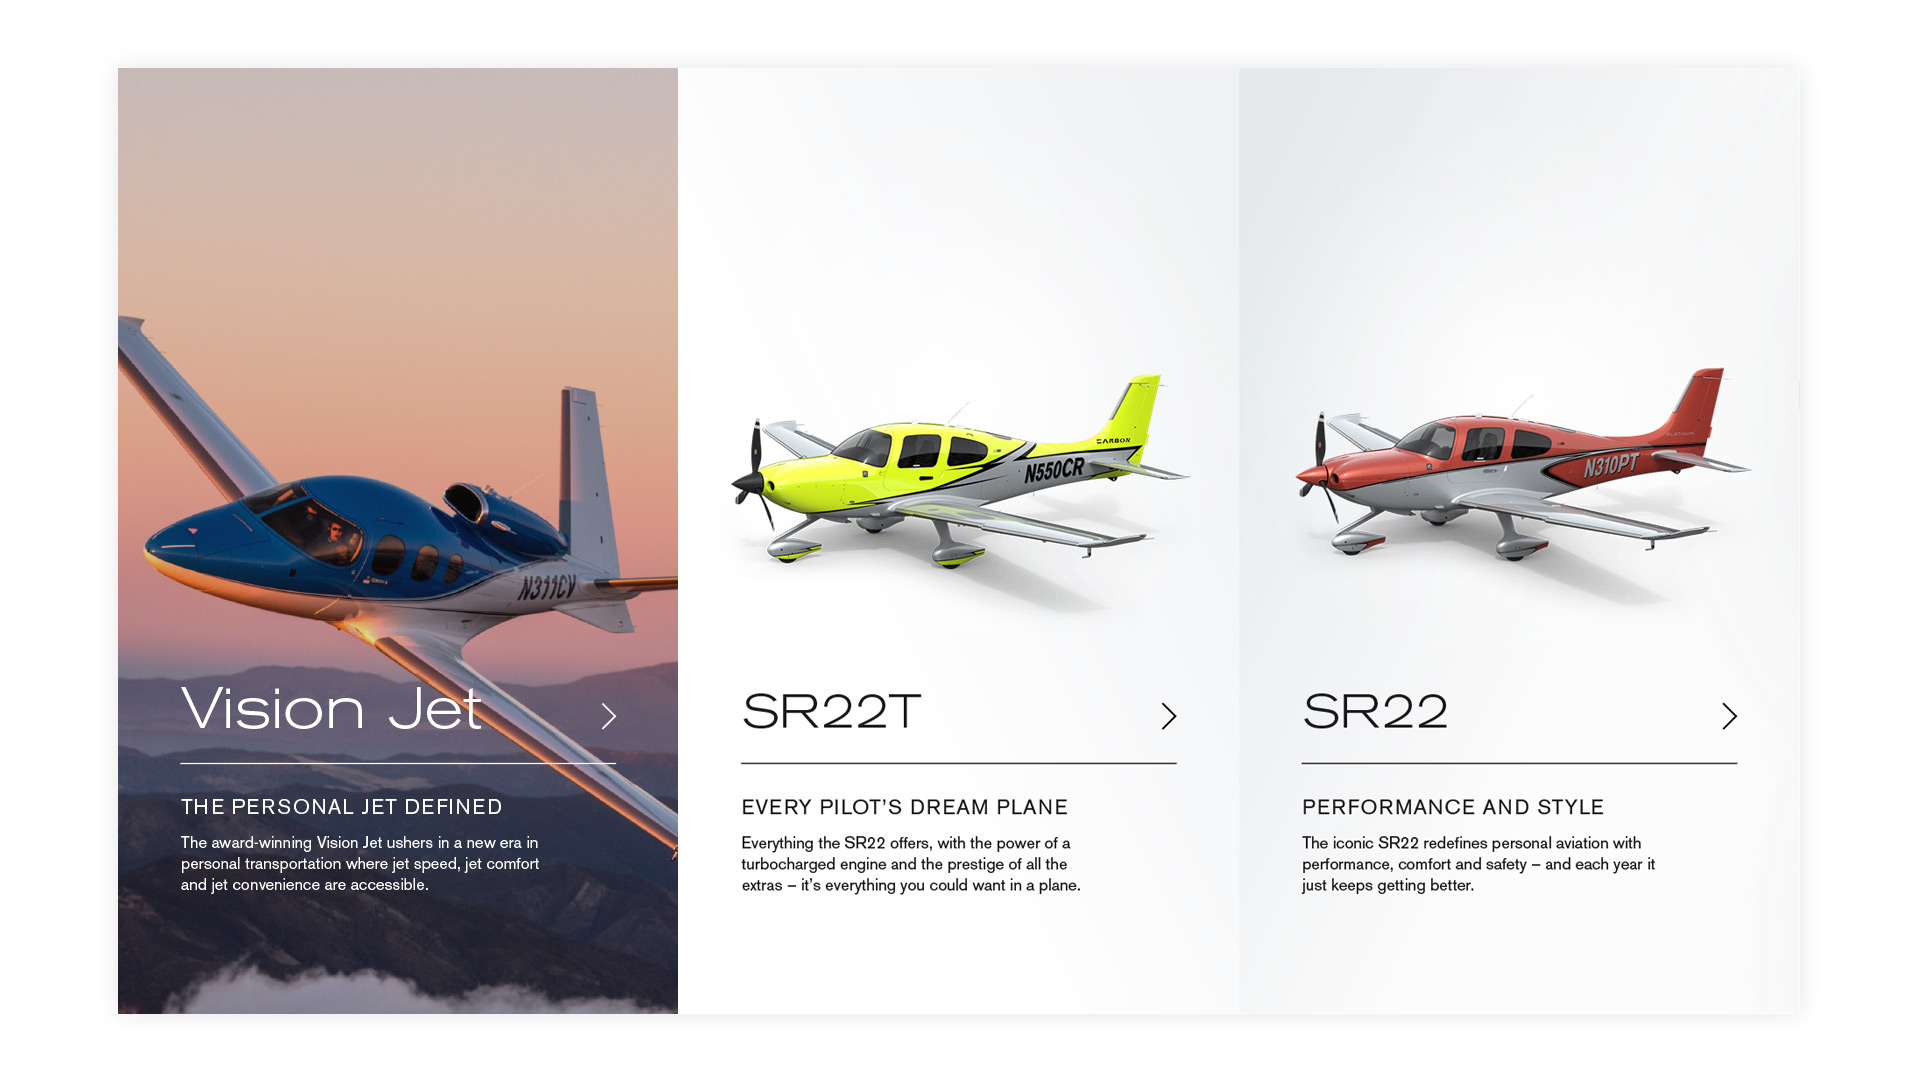 N311CV
Vision Jet
THE PERSONAL JET DEFINED
The award-winning Vision Jet ushers in a new era in
personal transportation where jet speed, jet comfort
and jet convenience are accessible.
CARBON
N550CR
SR22T
EVERY PILOT'S DREAM PLANE
Everything the SR22 offers, with the power of a
turbocharged engine and the prestige of all the
extras – it's everything you could want in a plane.
PLATINUM
N310PT
SR22
PERFORMANCE AND STYLE
The iconic SR22 redefines personal aviation with
performance, comfort and safety – and each year it
just keeps getting better.